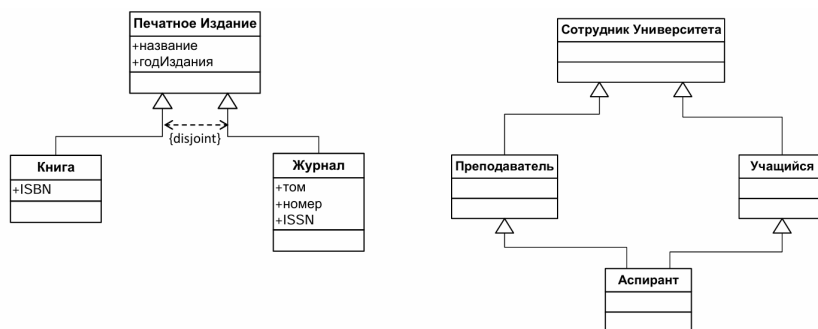 Печатное Издание
+название
+годИздания
{disjoint}
Книга
+ISBN
Журнал
+том
+номер
+ISSN
Сотрудник Университета
Преподаватель
Учащийся
Аспирант